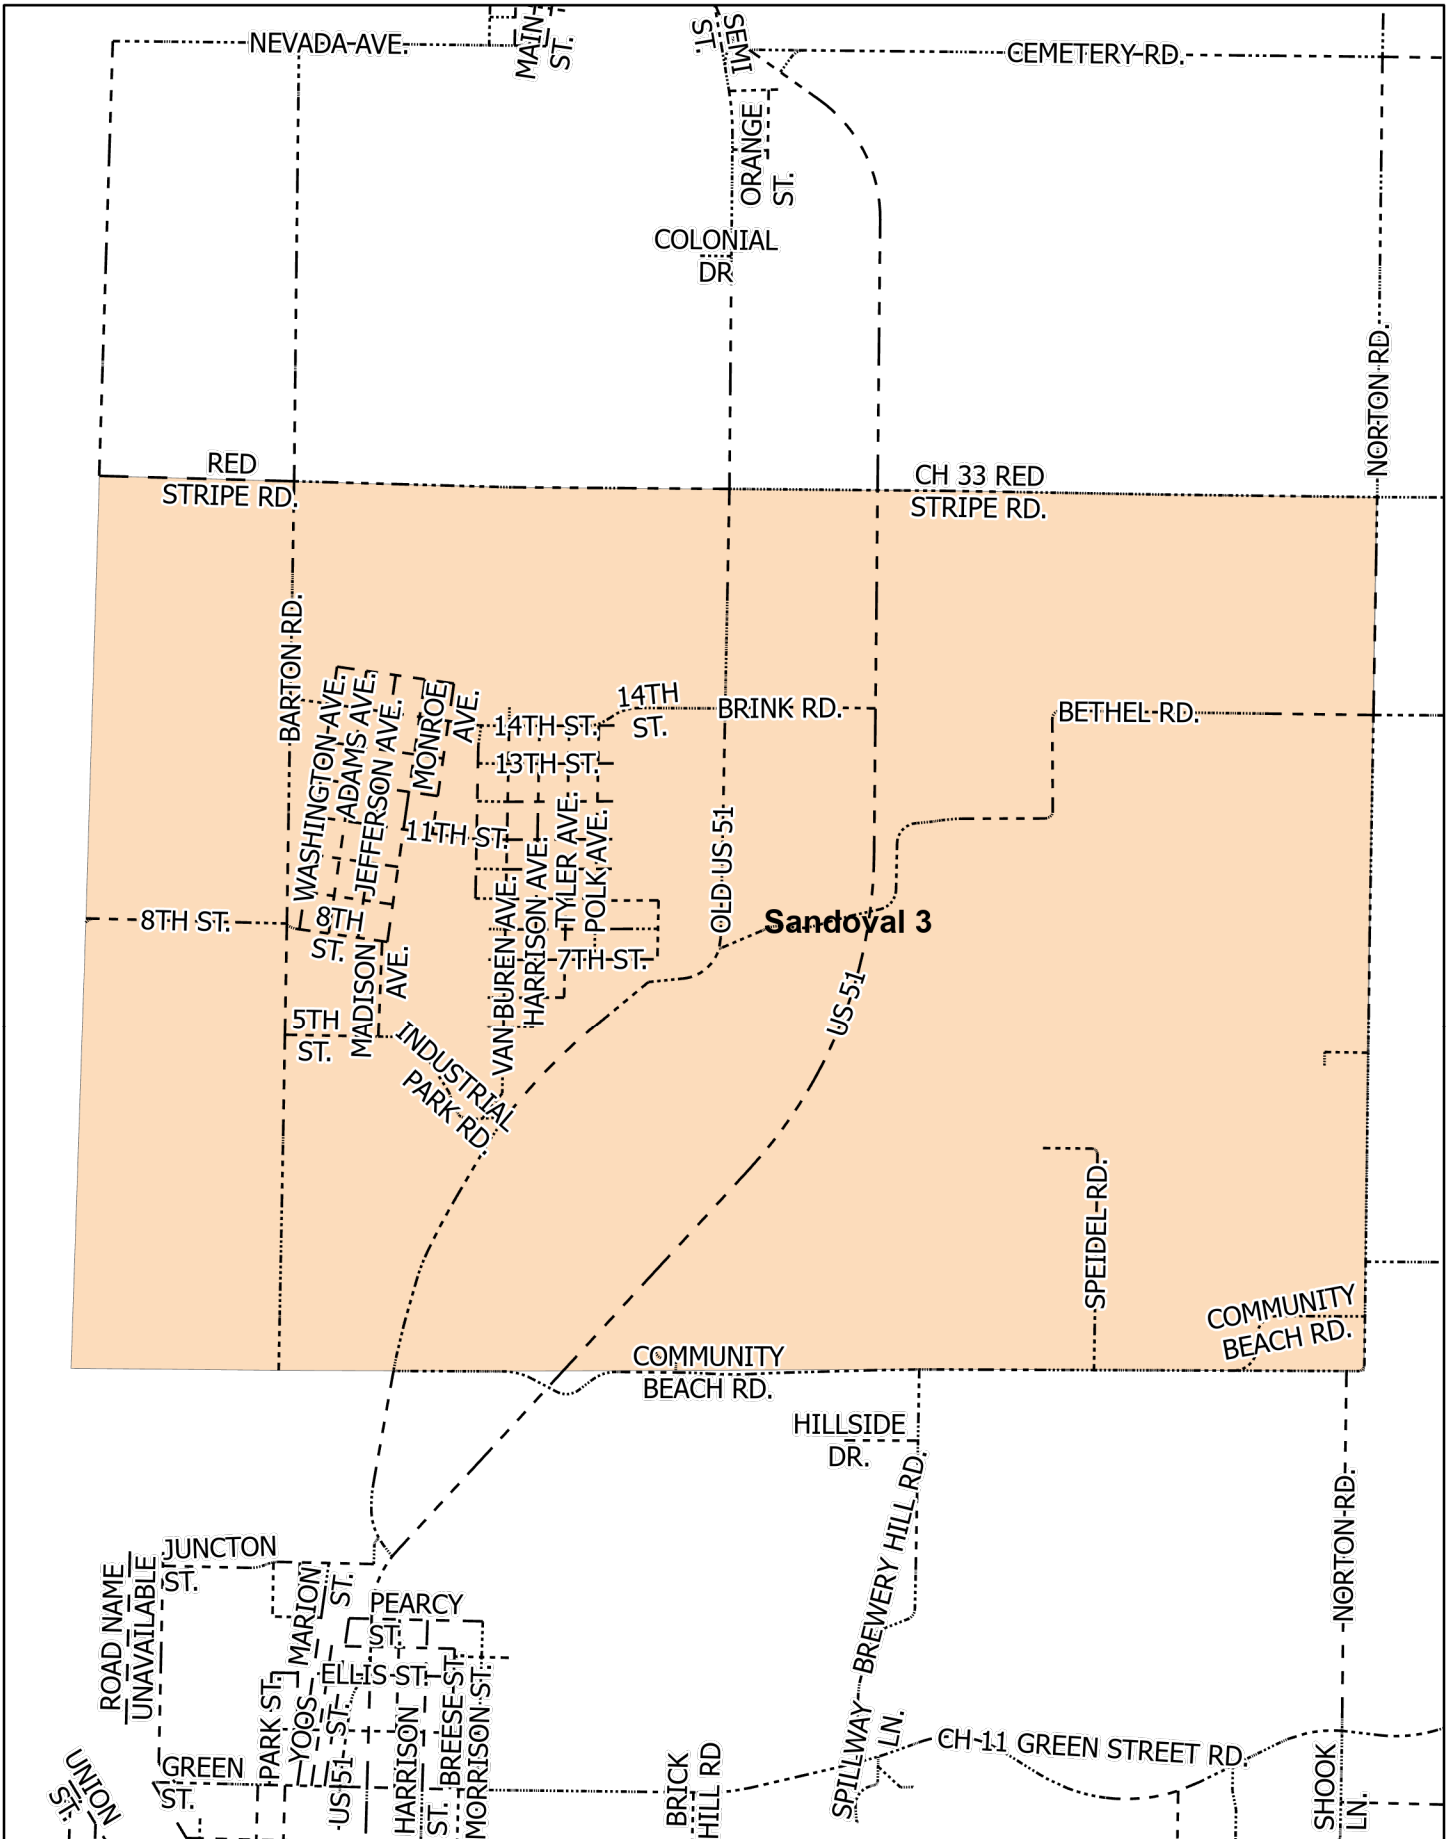 NEVADA AVE.
MAIN
ST.
SEMI
ST.
CEMETERY RD.
ORANGE
ST.
COLONIAL
DR
NORTON RD.
RED
STRIPE RD.
CH 33 RED
STRIPE RD.
BARTON RD.
WASHINGTON AVE.
ADAMS AVE.
JEFFERSON AVE.
MONROE
AVE.
14TH ST.
14TH
ST.
BRINK RD.
BETHEL RD.
13TH ST.
11TH ST.
TYLER AVE.
POLK AVE.
OLD US 51
HARRISON AVE.
VAN BUREN AVE.
8TH ST.
8TH
ST.
Sandoval 3
7TH ST.
MADISON
AVE.
US 51
5TH
ST.
INDUSTRIAL
PARK RD.
SPEIDEL RD.
COMMUNITY
BEACH RD.
COMMUNITY
BEACH RD.
HILLSIDE
DR.
BREWERY HILL RD.
NORTON RD.
JUNCTON
ST.
ROAD NAME
UNAVAILABLE
MARION
ST.
PEARCY
ST.
ELLIS ST.
PARK ST.
YOOS
ST.
US 51
HARRISON
ST.
BREESE ST.
MORRISON ST.
GREEN
ST.
UNION
ST.
BRICK
HILL RD
SPILLWAY
LN.
CH 11 GREEN STREET RD.
SHOOK
LN.